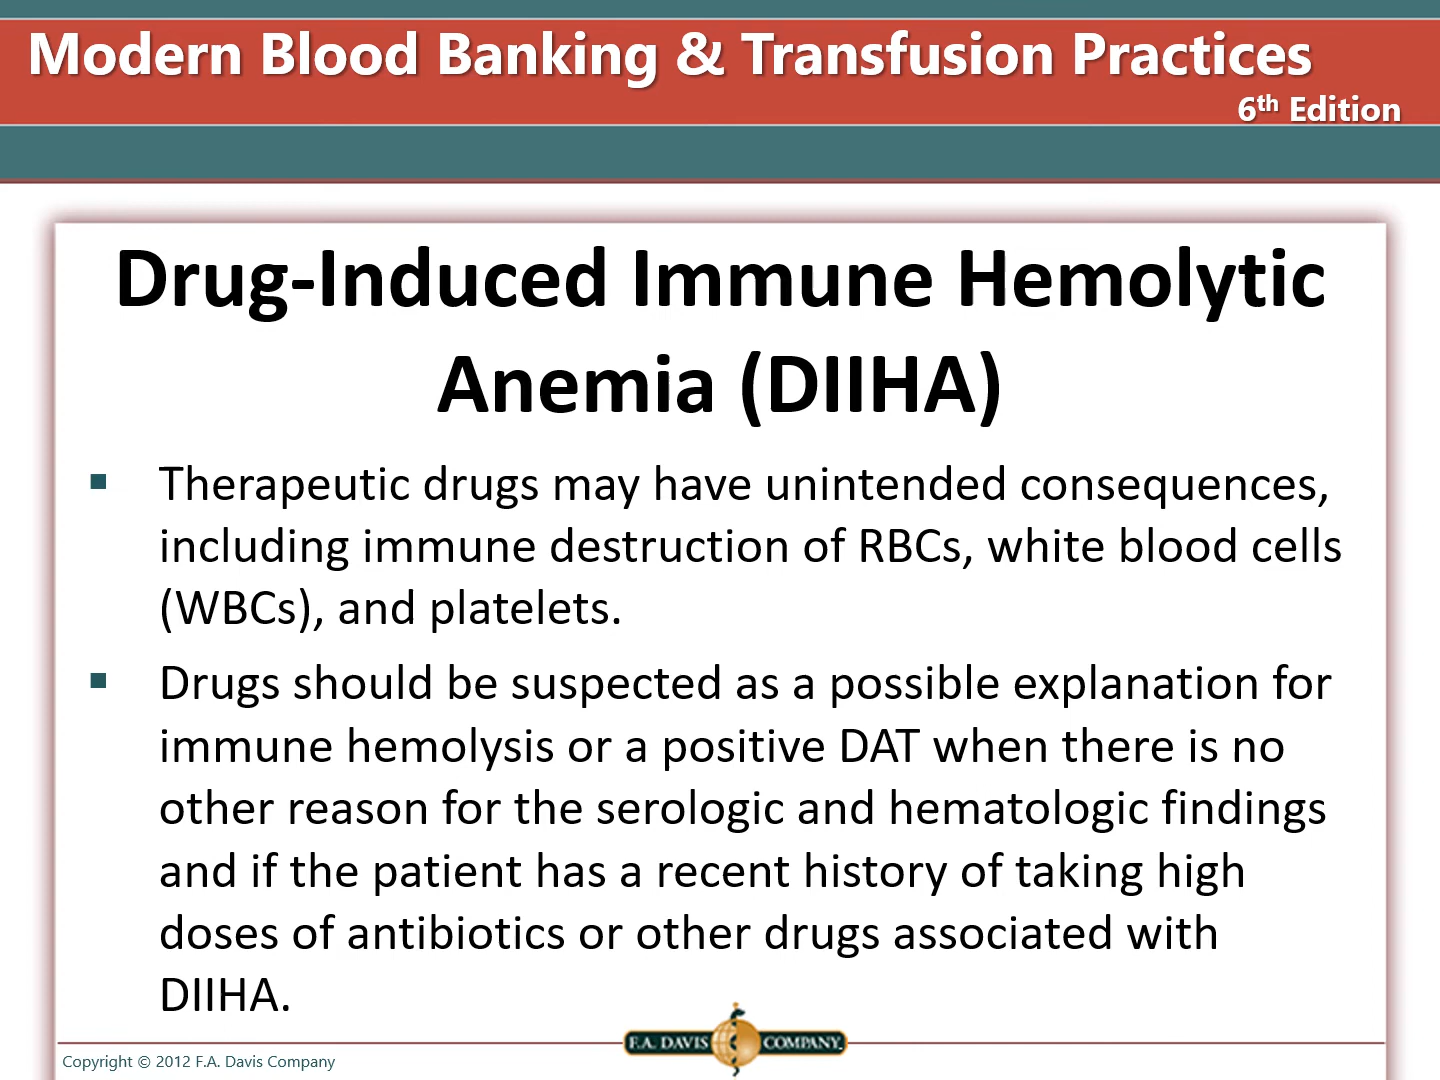 Modern Blood Banking & Transfusion Practices
6th Edition
Drug-Induced Immune Hemolytic
Anemia (DIIHA)
▪ Therapeutic drugs may have unintended consequences,
including immune destruction of RBCs, white blood cells
(WBCs), and platelets.
▪ Drugs should be suspected as a possible explanation for
immune hemolysis or a positive DAT when there is no
other reason for the serologic and hematologic findings
and if the patient has a recent history of taking high
doses of antibiotics or other drugs associated with
DIIHA.
F.A. DAVIS COMPANY
Copyright © 2012 F.A. Davis Company